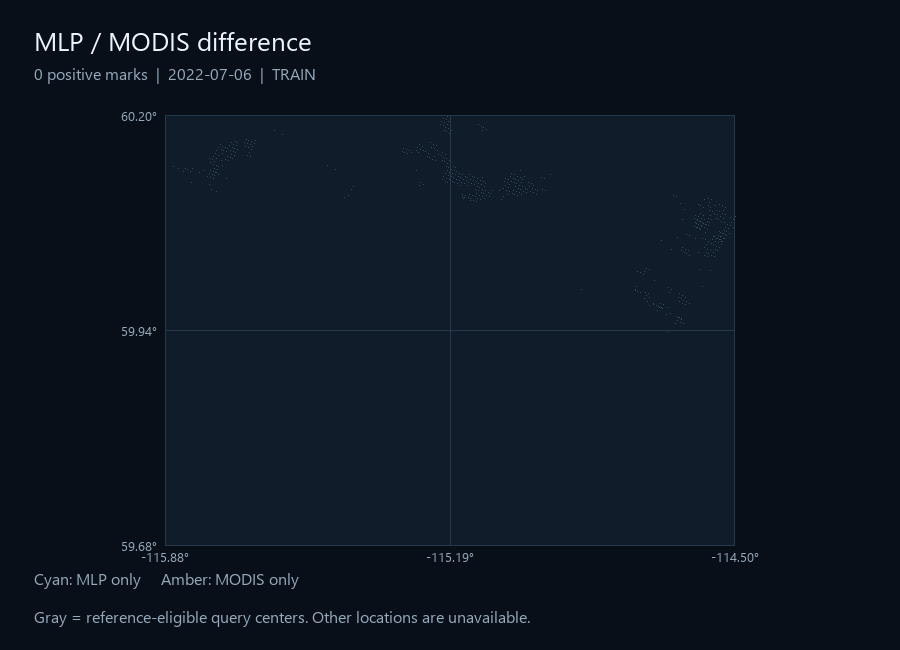 MLP / MODIS difference
0 positive marks | 2022-07-06 | TRAIN
60.20°
59.94°
59.68°
-115.88° -115.19° -114.50°
Cyan: MLP only Amber: MODIS only
Gray = reference-eligible query centers. Other locations are unavailable.